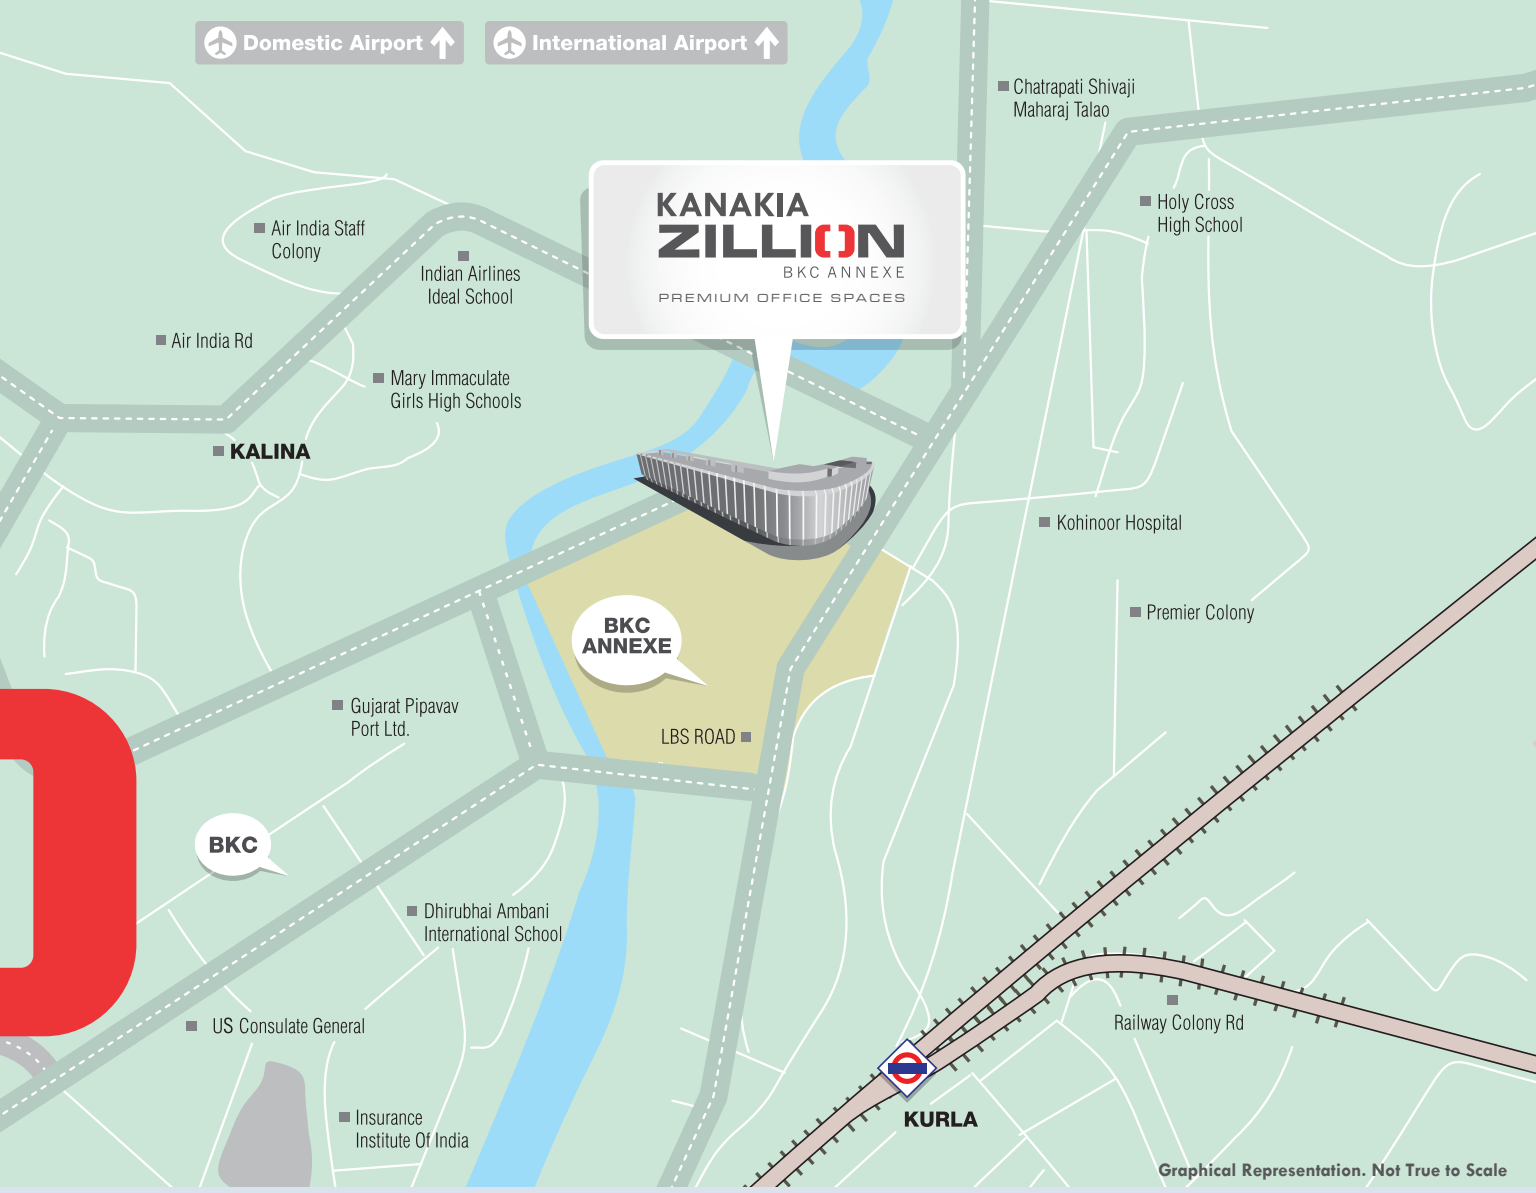 Domestic Airport
International Airport
Chatrapati Shivaji
Maharaj Talao
KANAKIA
ZILLION
BKC ANNEXE
PREMIUM OFFICE SPACES
Holy Cross
High School
Air India Staff
Colony
Indian Airlines
Ideal School
Air India Rd
Mary Immaculate
Girls High Schools
KALINA
Kohinoor Hospital
Premier Colony
BKC
ANNEXE
Gujarat Pipavav
Port Ltd.
LBS ROAD
BKC
Dhirubhai Ambani
International School
US Consulate General
Railway Colony Rd
Insurance
Institute Of India
KURLA
Graphical Representation. Not True to Scale